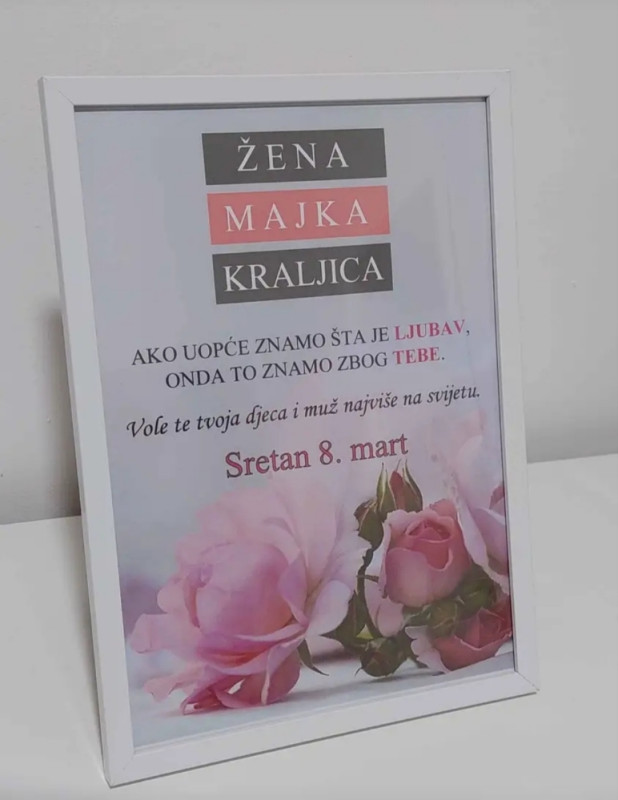 ŽENA
MAJKA
KRALJICA
AKO UOPĆE ZNAMO ŠTA JE LJUBAV,
ONDA TO ZNAMO ZBOG TEBE.
Vole te tvoja djeca i muž najviše na svijetu.
Sretan 8. mart